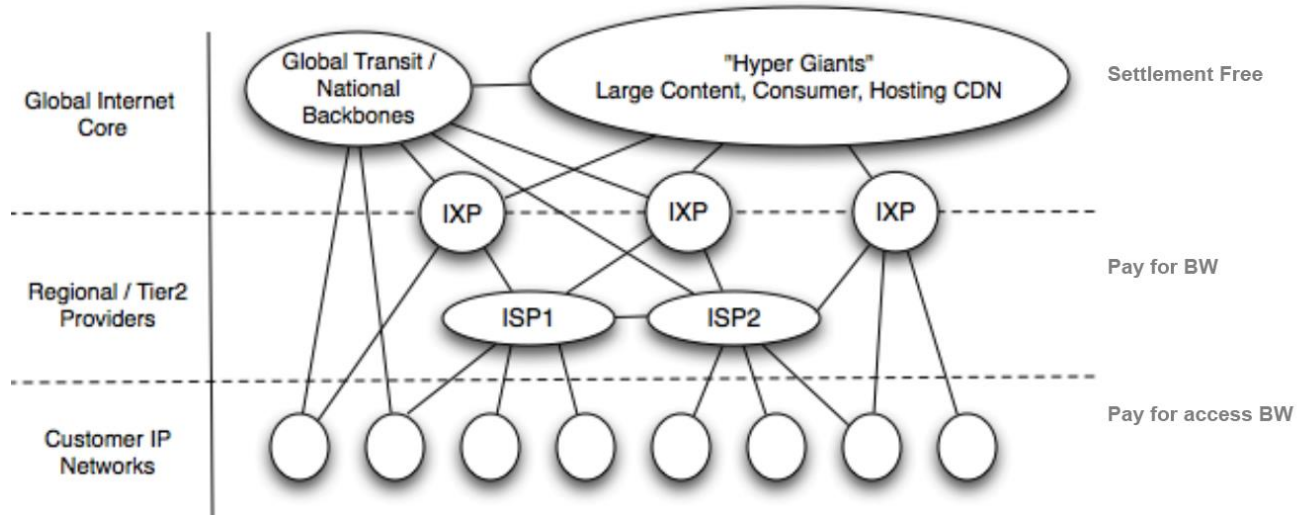 Global Internet
Core
Global Transit /
National
Backbones
"Hyper Giants"
Large Content, Consumer, Hosting CDN
Settlement Free
IXP
IXP
IXP
Regional / Tier2
Providers
ISP1
ISP2
Pay for BW
Customer IP
Networks
Pay for access BW